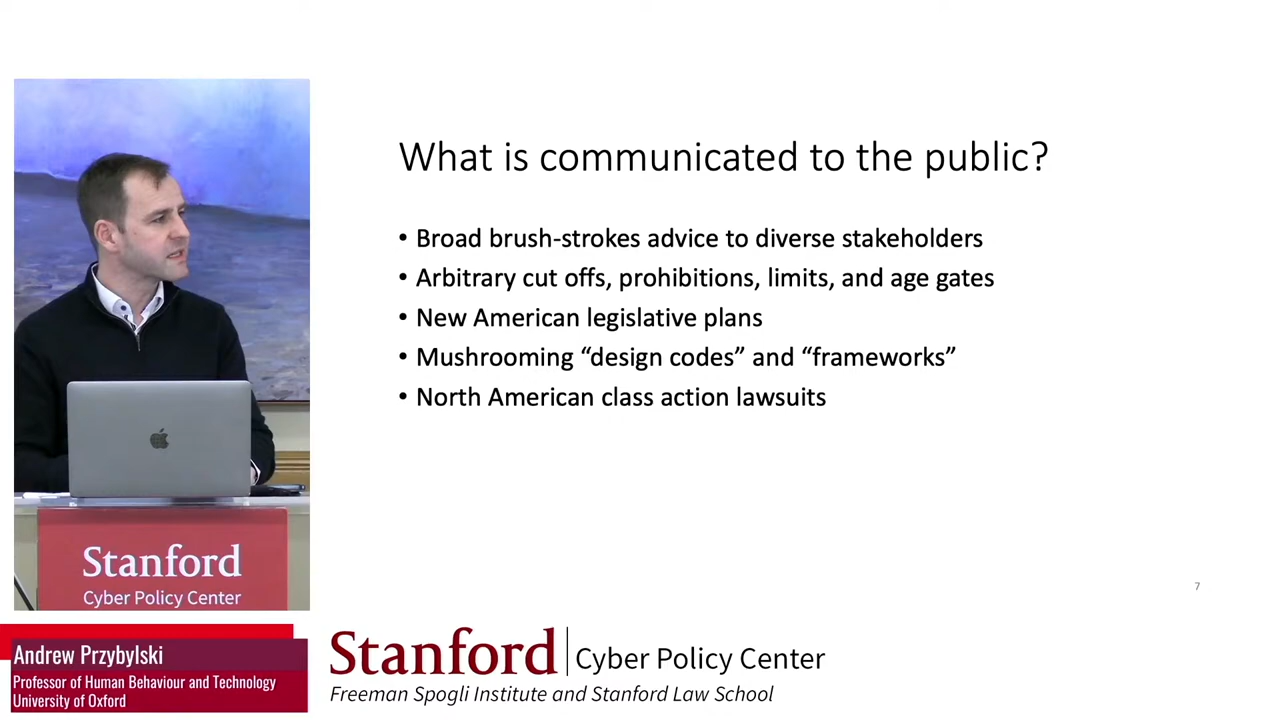 What is communicated to the public?
• Broad brush-strokes advice to diverse stakeholders
• Arbitrary cut offs, prohibitions, limits, and age gates
• New American legislative plans
• Mushrooming “design codes” and “frameworks”
• North American class action lawsuits
7
Stanford
Cyber Policy Center
Andrew Przybylski
Professor of Human Behaviour and Technology
University of Oxford
Stanford | Cyber Policy Center
Freeman Spogli Institute and Stanford Law School